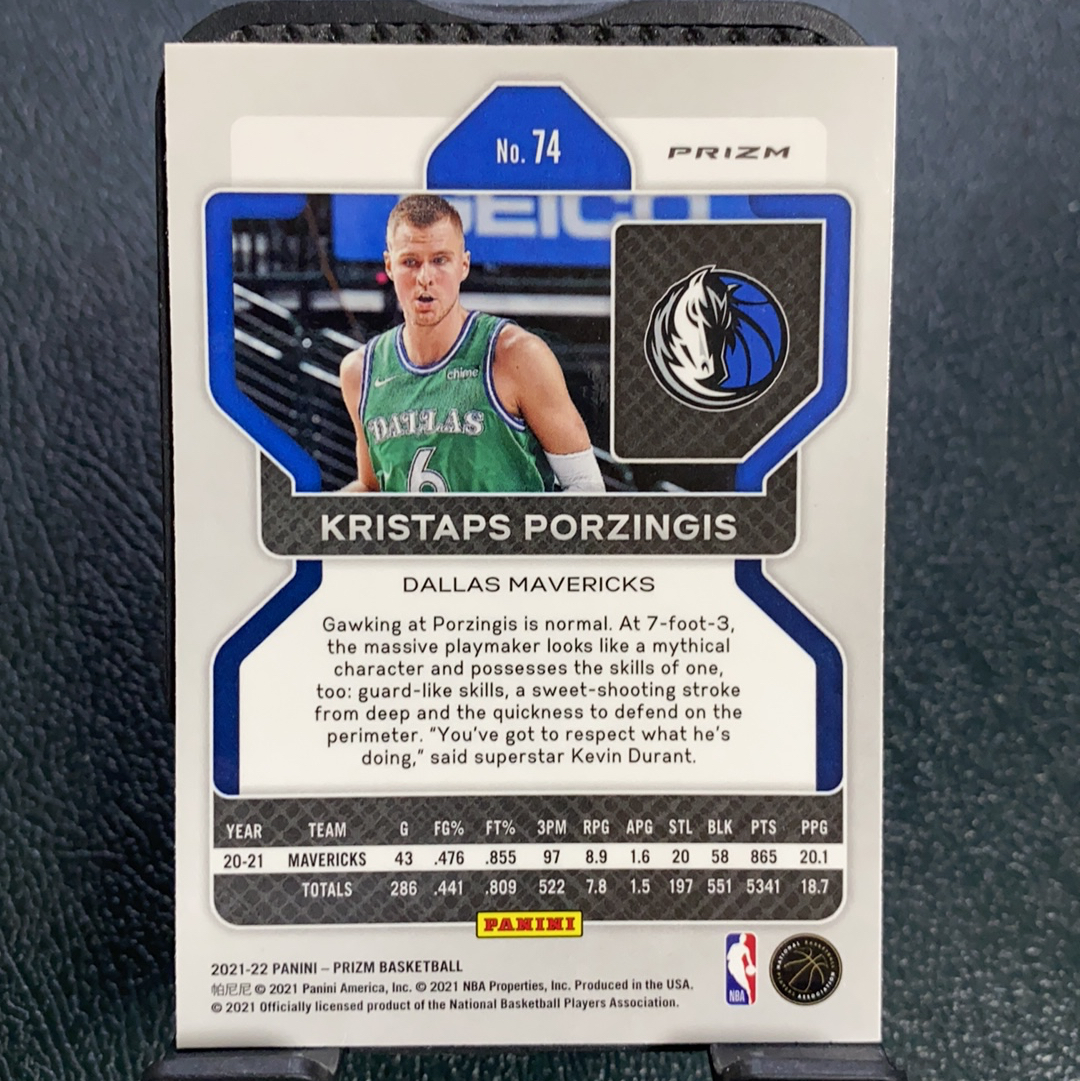 No. 74
PRIZM
GEICO
chime
DALLAS
6
KRISTAPS PORZINGIS
DALLAS MAVERICKS
Gawking at Porzingis is normal. At 7-foot-3,
the massive playmaker looks like a mythical
character and possesses the skills of one,
too: guard-like skills, a sweet-shooting stroke
from deep and the quickness to defend on the
perimeter. “You’ve got to respect what he’s
doing,” said superstar Kevin Durant.
YEAR TEAM G FG% FT% 3PM RPG APG STL BLK PTS PPG
20-21 MAVERICKS 43 .476 .855 97 8.9 1.6 20 58 865 20.1
TOTALS 286 .441 .809 522 7.8 1.5 197 551 5341 18.7
PANINI
2021-22 PANINI – PRIZM BASKETBALL
帕尼尼 © 2021 Panini America, Inc. © 2021 NBA Properties, Inc. Produced in the USA.
© 2021 Officially licensed product of the National Basketball Players Association.
NBA
NATIONAL BASKETBALL PLAYERS ASSOCIATION